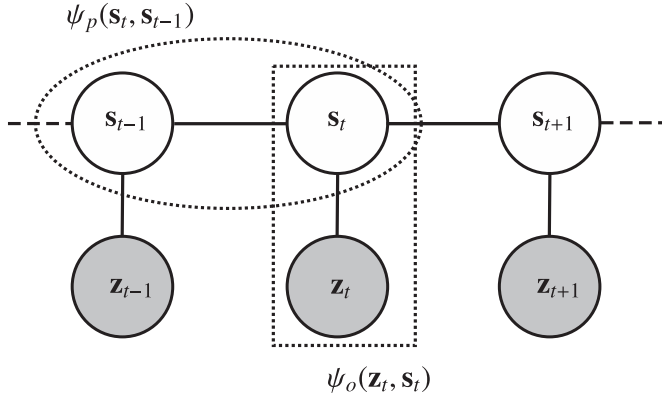 ψₚ(sₜ, sₜ₋₁)
sₜ₋₁ sₜ sₜ₊₁
zₜ₋₁ zₜ zₜ₊₁
ψₒ(zₜ, sₜ)